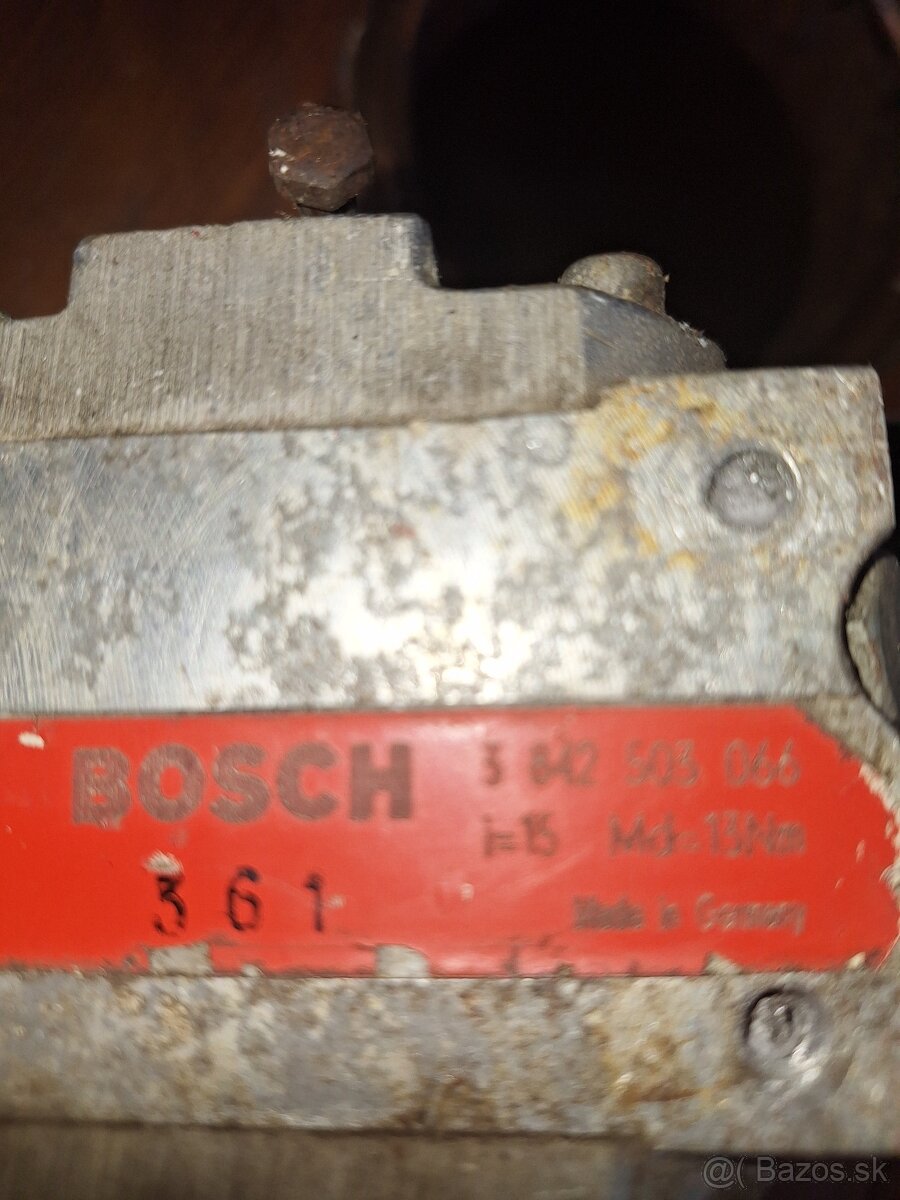 BOSCH 3 842 503 066
i=15 Md=13Nm
361
Made in Germany
@( Bazos.sk